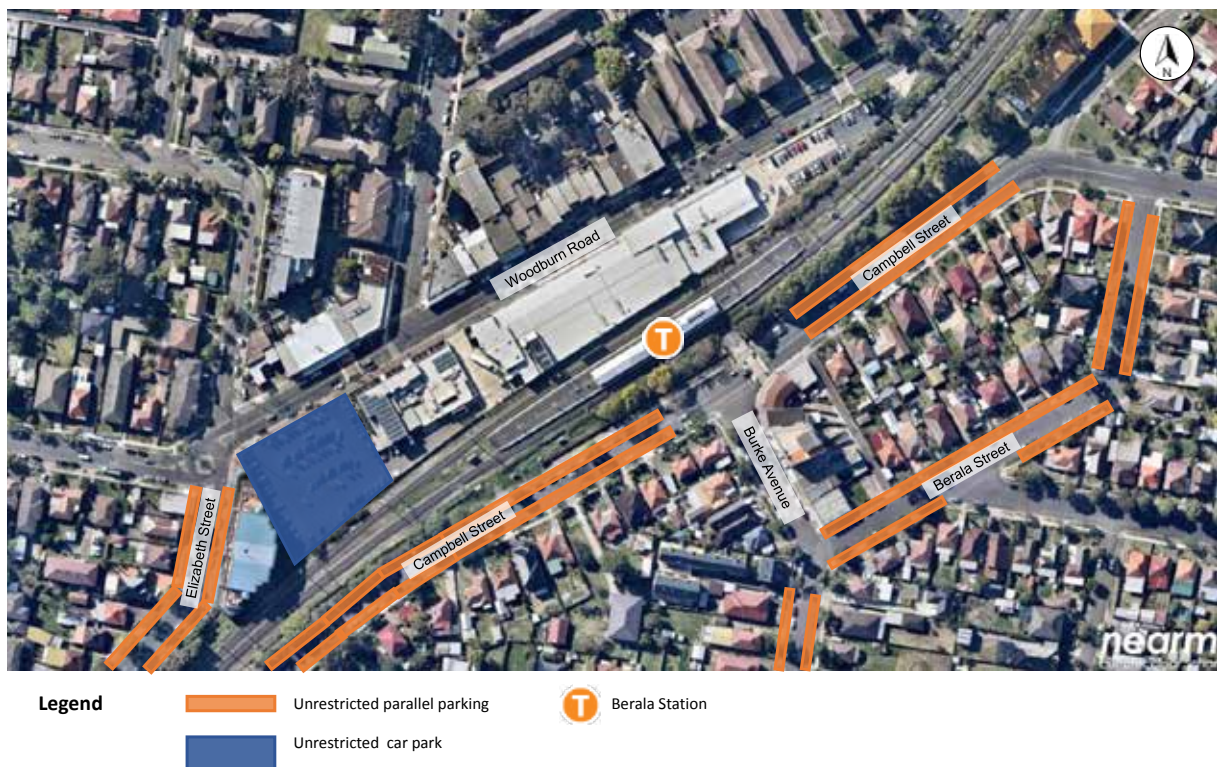 N
Woodburn Road
Campbell Street
T
Burke Avenue
Berala Street
Elizabeth Street
Campbell Street
nearm
Legend
Unrestricted parallel parking
T
Berala Station
Unrestricted car park